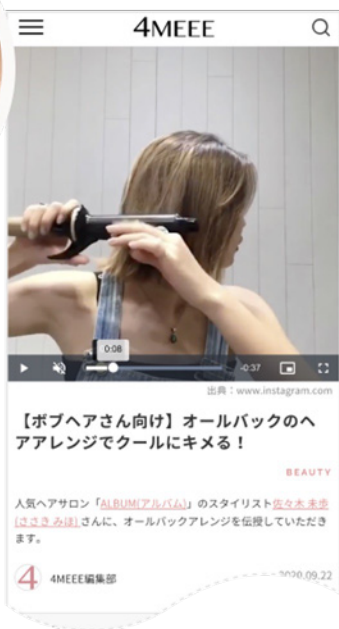 4MEEE
0:08
-0:37
出典：www.instagram.com
【ボブヘアさん向け】オールバックのヘ
アアレンジでクールにキメる！
BEAUTY
人気ヘアサロン「ALBUM(アルバム)」のスタイリスト佐々木 未歩
(ささき みほ)さんに、オールバックアレンジを伝授していただき
ます。
4 4MEEE編集部
2020.09.22